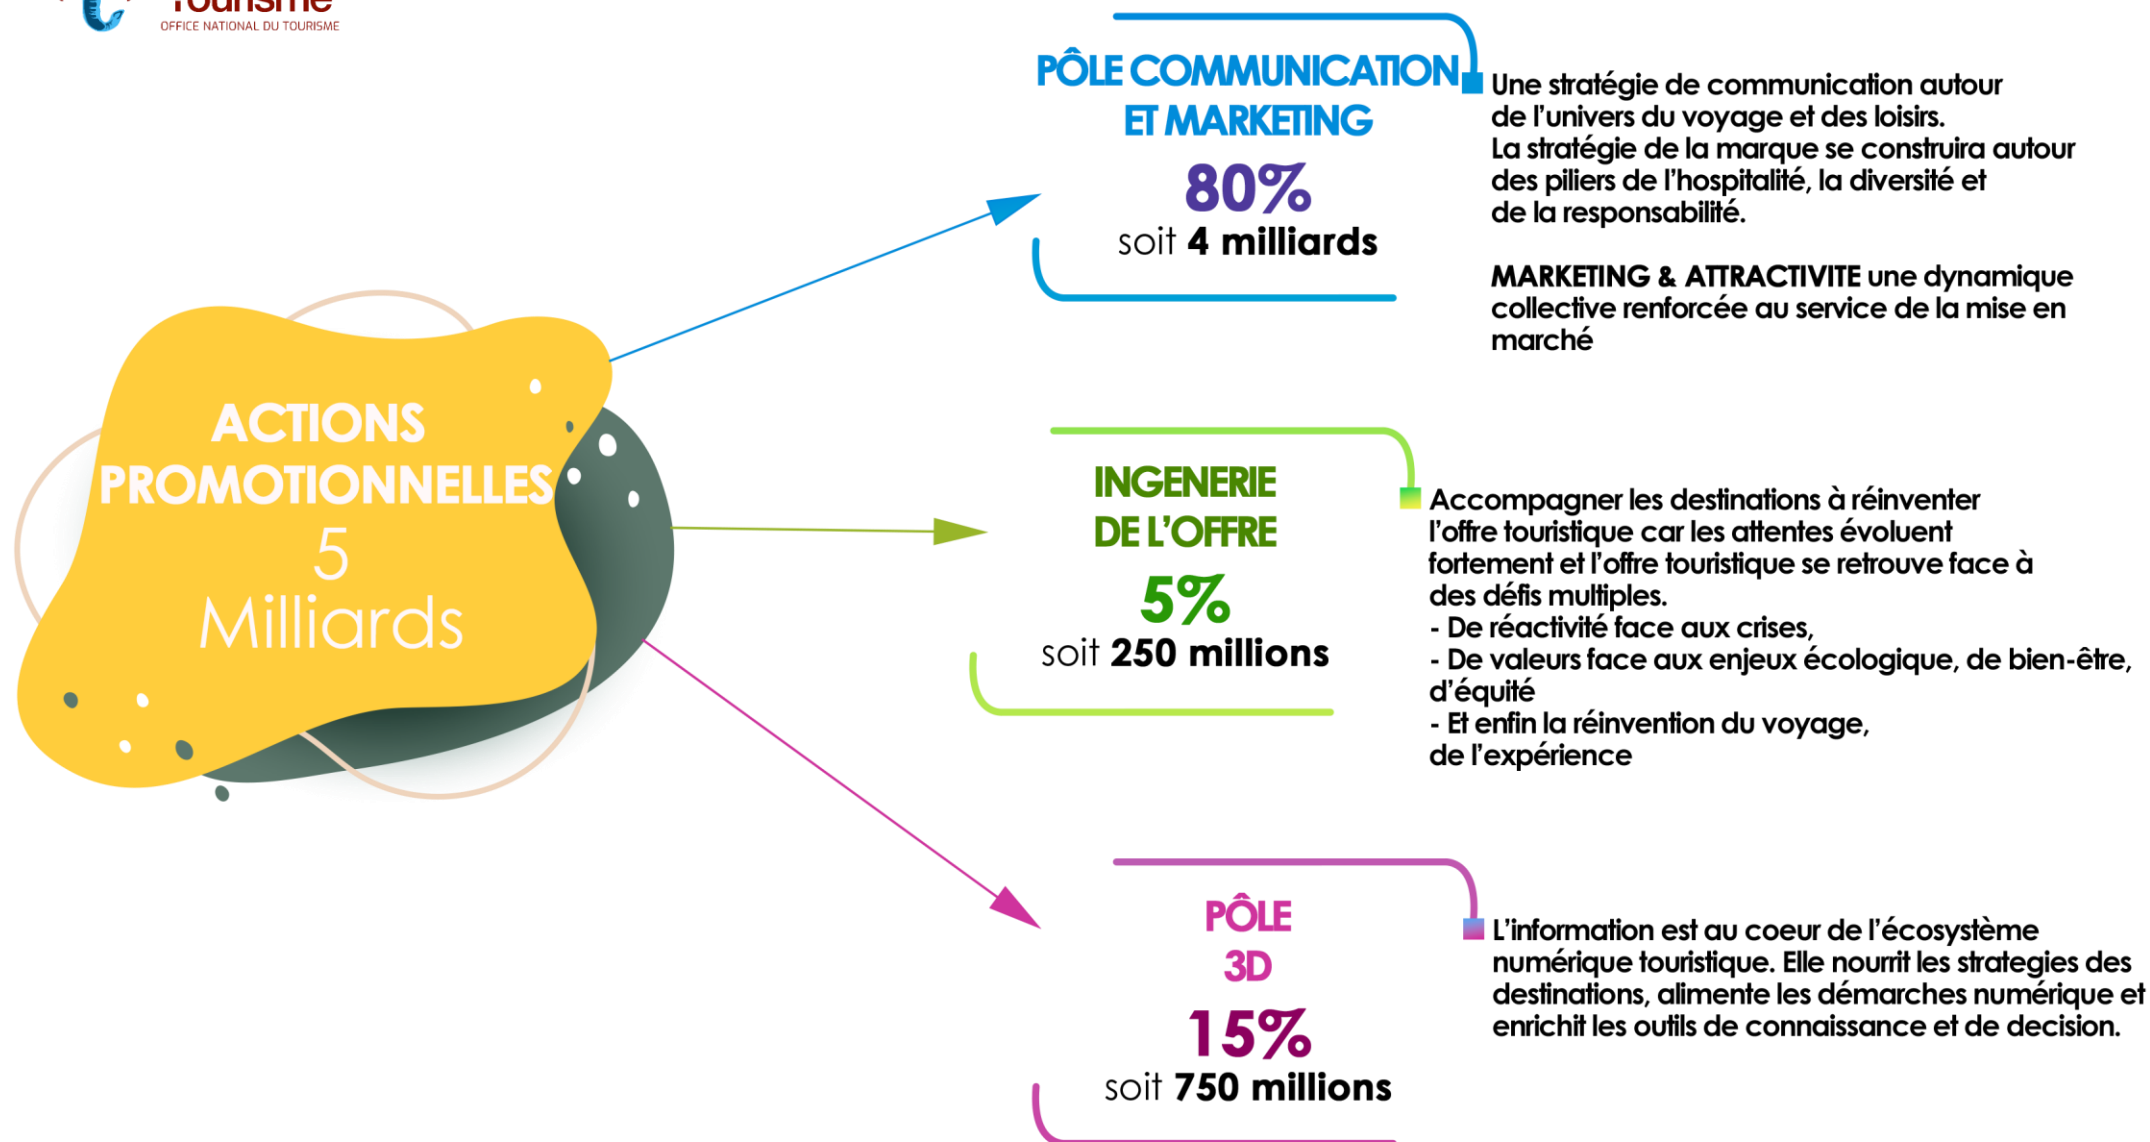 Tourisme
OFFICE NATIONAL DU TOURISME
ACTIONS
PROMOTIONNELLES
5
Milliards
PÔLE COMMUNICATION
ET MARKETING
80%
soit 4 milliards
Une stratégie de communication autour
de l'univers du voyage et des loisirs.
La stratégie de la marque se construira autour
des piliers de l'hospitalité, la diversité et
de la responsabilité.
MARKETING & ATTRACTIVITE une dynamique
collective renforcée au service de la mise en
marché
INGENERIE
DE L'OFFRE
5%
soit 250 millions
Accompagner les destinations à réinventer
l'offre touristique car les attentes évoluent
fortement et l'offre touristique se retrouve face à
des défis multiples.
- De réactivité face aux crises,
- De valeurs face aux enjeux écologique, de bien-être,
d'équité
- Et enfin la réinvention du voyage,
de l'expérience
PÔLE
3D
15%
soit 750 millions
L'information est au coeur de l'écosystème
numérique touristique. Elle nourrit les strategies des
destinations, alimente les démarches numérique et
enrichit les outils de connaissance et de decision.